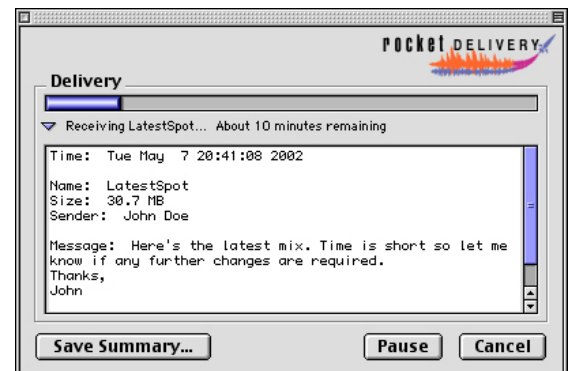 rocket DELIVERY
Delivery
Receiving LatestSpot... About 10 minutes remaining
Time: Tue May 7 20:41:08 2002
Name: LatestSpot
Size: 30.7 MB
Sender: John Doe
Message: Here's the latest mix. Time is short so let me
know if any further changes are required.
Thanks,
John
Save Summary... Pause Cancel